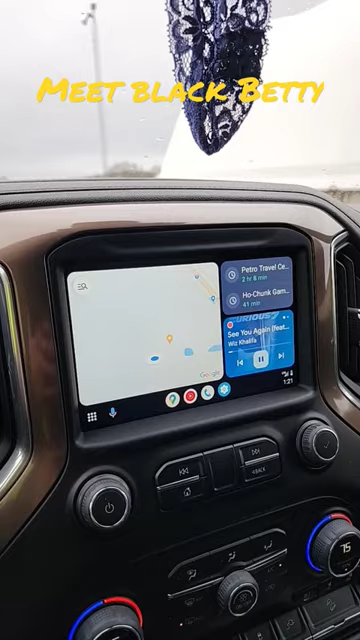 Meet black Betty
Petro Travel Ce...
2 hr 8 min
Ho-Chunk Gam...
41 min
FURIOUS
See You Again (feat...
Wiz Khalifa
Google
1:21
BACK
75